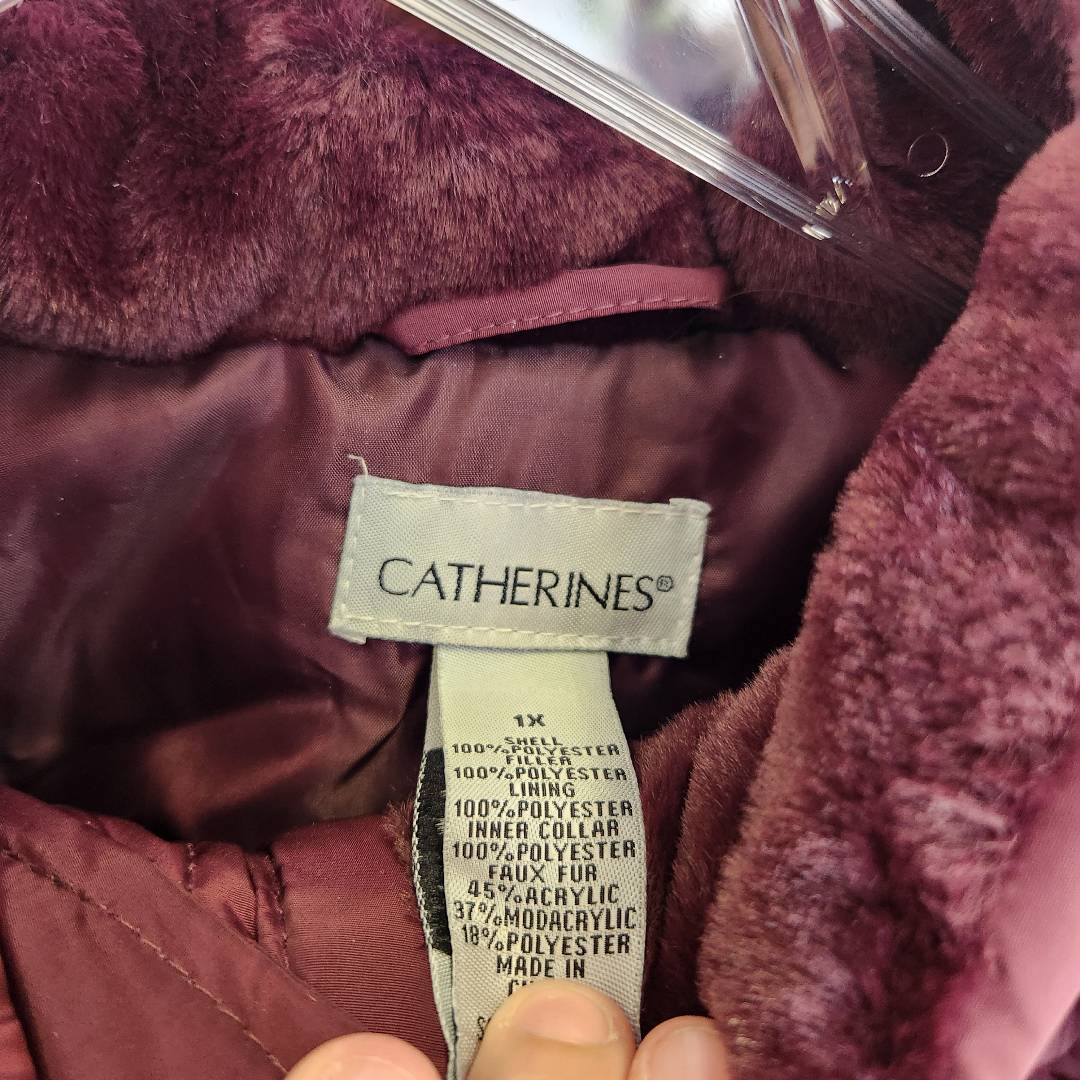 CATHERINES®
1X
SHELL
100%POLYESTER
FILLER
100%POLYESTER
LINING
100%POLYESTER
INNER COLLAR
100%POLYESTER
FAUX FUR
45%ACRYLIC
37%MODACRYLIC
18%POLYESTER
MADE IN